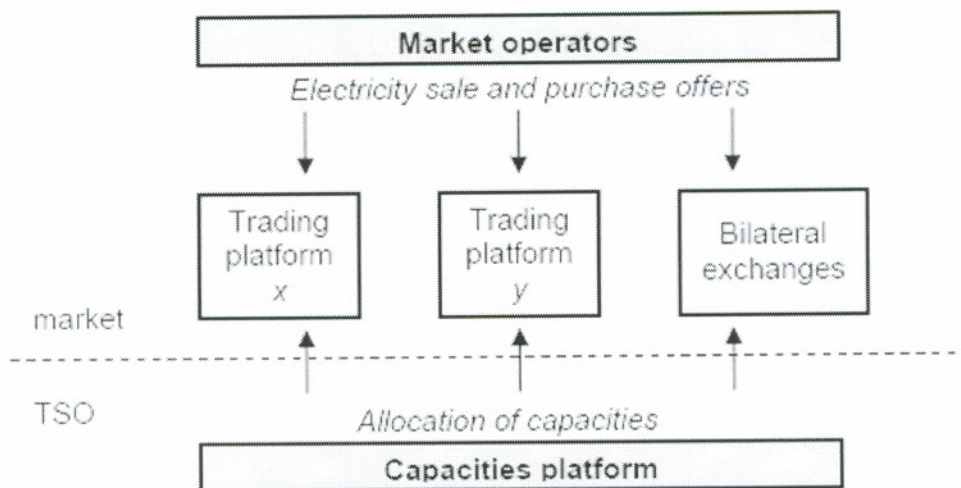 Market operators
Electricity sale and purchase offers
Trading
platform
x
Trading
platform
y
Bilateral
exchanges
market
TSO
Allocation of capacities
Capacities platform